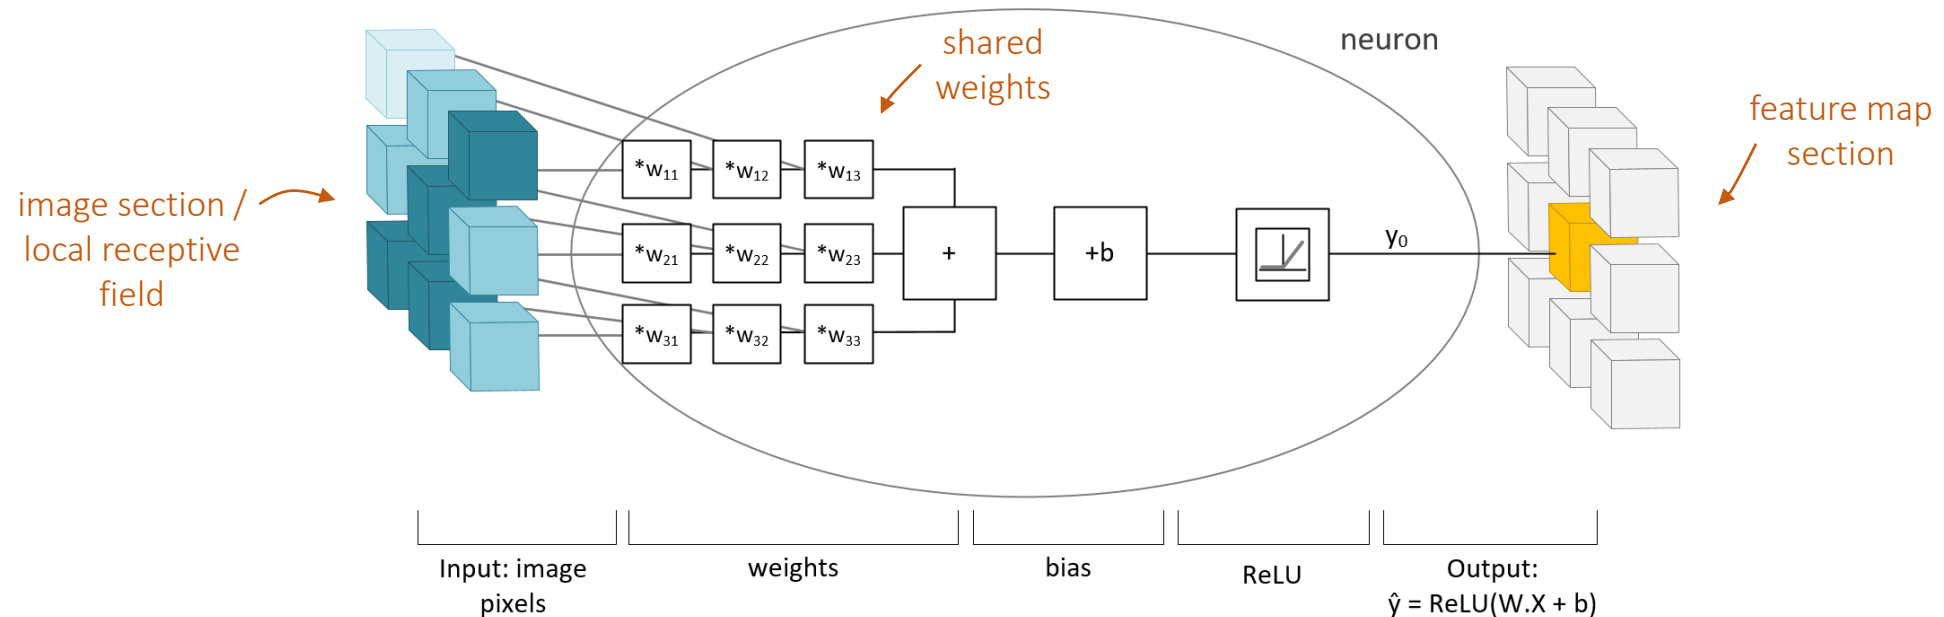 shared
weights
neuron
feature map
section
image section /
local receptive
field
*w₁₁
*w₁₂
*w₁₃
*w₂₁
*w₂₂
*w₂₃
*w₃₁
*w₃₂
*w₃₃
+
+b
y₀
Input: image
pixels
weights
bias
ReLU
Output:
ŷ = ReLU(W.X + b)